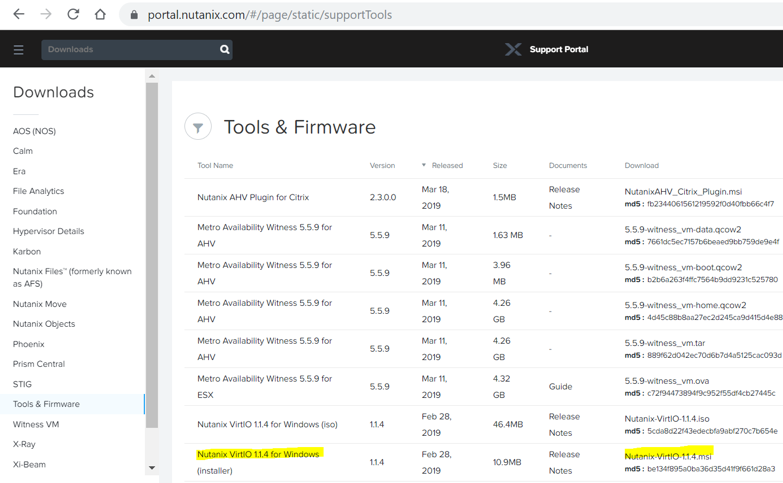 portal.nutanix.com/#/page/static/supportTools
Downloads
Support Portal
Downloads
AOS (NOS)
Calm
Era
File Analytics
Foundation
Hypervisor Details
Karbon
Nutanix Files™ (formerly known
as AFS)
Nutanix Move
Nutanix Objects
Phoenix
Prism Central
STIG
Tools & Firmware
Witness VM
X-Ray
Xi-Beam
Tools & Firmware
Tool Name Version Released Size Documents Download
Nutanix AHV Plugin for Citrix 2.3.0.0 Mar 18, 2019 1.5MB Release Notes NutanixAHV_Citrix_Plugin.msi
md5 : fb2344061561219592f0d40fbb66c4f7
Metro Availability Witness 5.5.9 for AHV 5.5.9 Mar 11, 2019 1.63 MB - 5.5.9-witness_vm-data.qcow2
md5 : 7661dc5ec7157b6beaed9bb759de9e4f
Metro Availability Witness 5.5.9 for AHV 5.5.9 Mar 11, 2019 3.96 MB - 5.5.9-witness_vm-boot.qcow2
md5 : b2b6a263f4ffc7564b9dd9231c525780
Metro Availability Witness 5.5.9 for AHV 5.5.9 Mar 11, 2019 4.26 GB - 5.5.9-witness_vm-home.qcow2
md5 : 4d45c88b8aa27ec2d245ca9d415d4e88
Metro Availability Witness 5.5.9 for AHV 5.5.9 Mar 11, 2019 4.26 GB - 5.5.9-witness_vm.tar
md5 : 889f62d042ec70d6b7d4a5125cac093d
Metro Availability Witness 5.5.9 for ESX 5.5.9 Mar 11, 2019 4.32 GB Guide 5.5.9-witness_vm.ova
md5 : c72f94473894f9c952f55df4cb27445c
Nutanix VirtIO 1.1.4 for Windows (iso) 1.1.4 Feb 28, 2019 46.4MB Release Notes Nutanix-VirtIO-1.1.4.iso
md5 : 5cda8d22f43edecbfa9abf270c7b654e
Nutanix VirtIO 1.1.4 for Windows (installer) 1.1.4 Feb 28, 2019 10.9MB Release Notes Nutanix-VirtIO-1.1.4.msi
md5 : be134f895a0ba36d35d41f9f661d28a3